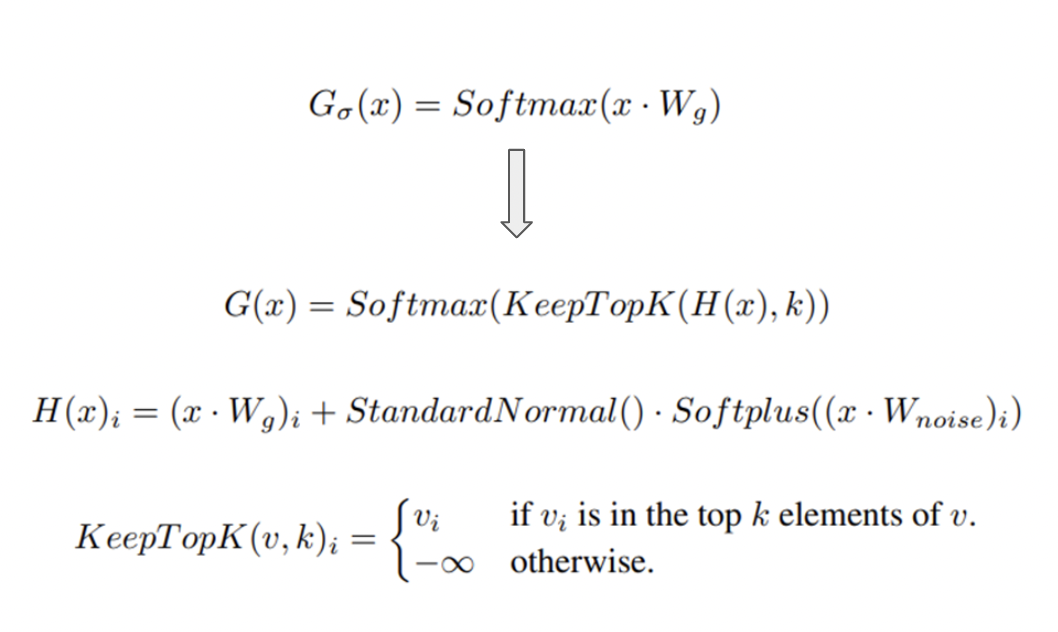 G_σ(x) = Softmax(x · W_g)
G(x) = Softmax(KeepTopK(H(x), k))
H(x)_i = (x · W_g)_i + StandardNormal() · Softplus((x · W_noise)_i)
KeepTopK(v, k)_i = { v_i if v_i is in the top k elements of v.
−∞ otherwise.